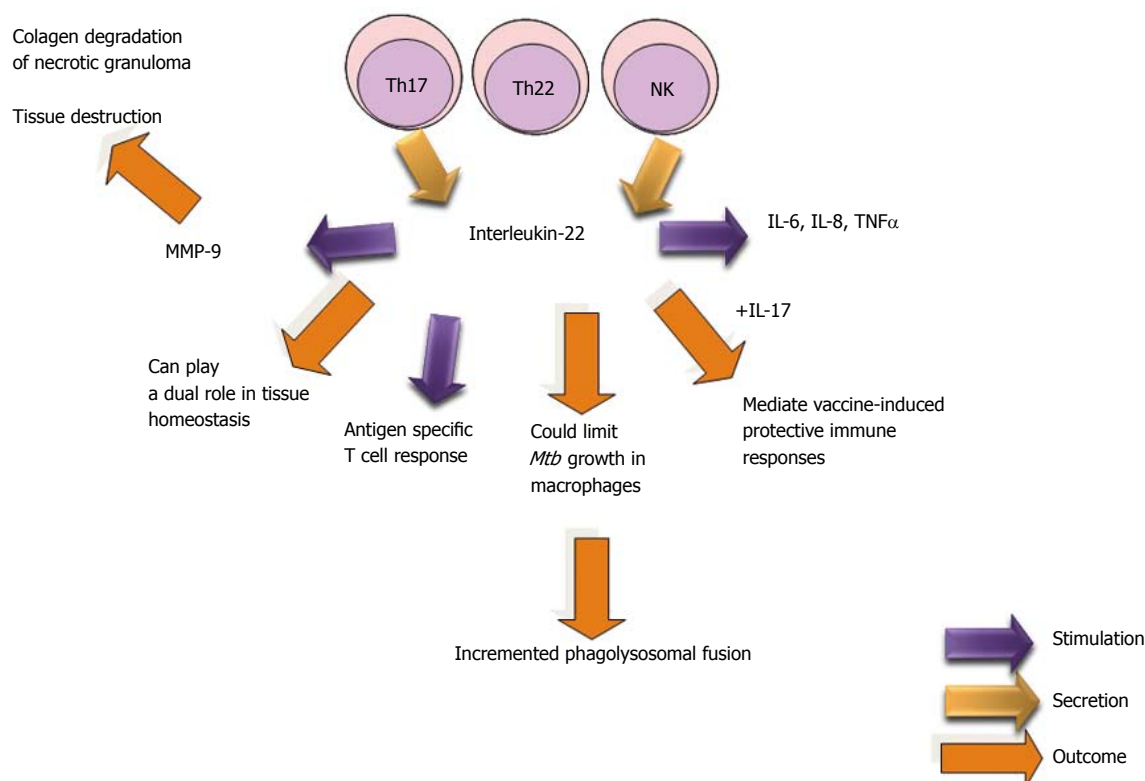 Colagen degradation
of necrotic granuloma
Tissue destruction
Th17
Th22
NK
MMP-9
Interleukin-22
IL-6, IL-8, TNFα
+IL-17
Can play
a dual role in tissue
homeostasis
Antigen specific
T cell response
Could limit
Mtb growth in
macrophages
Mediate vaccine-induced
protective immune
responses
Incremented phagolysosomal fusion
Stimulation
Secretion
Outcome